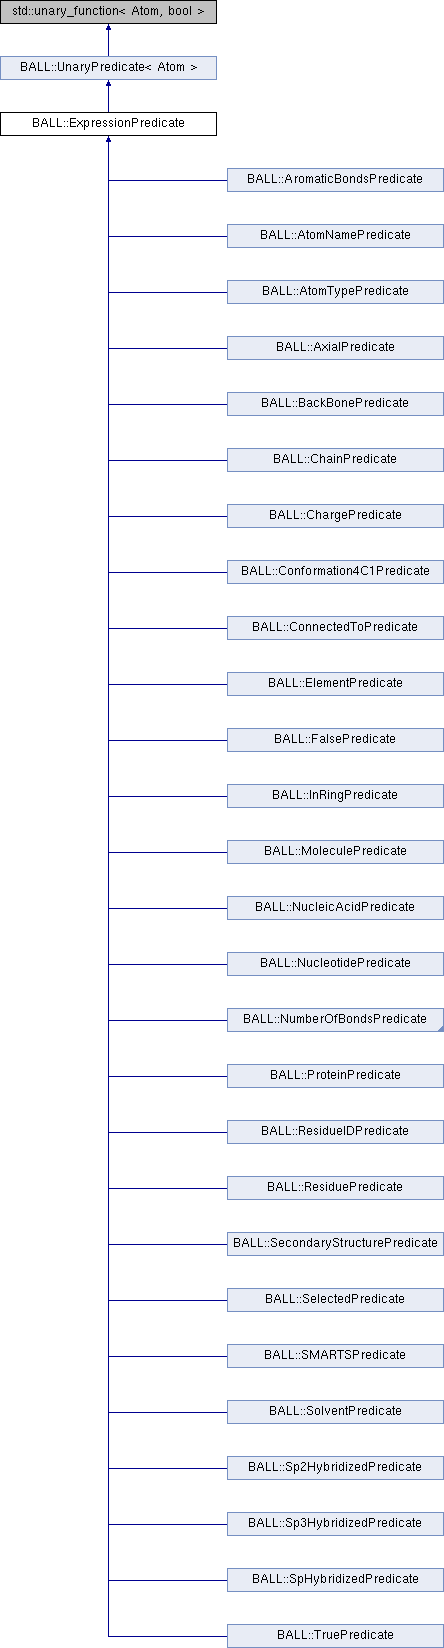 std::unary_function< Atom, bool >
BALL::UnaryPredicate< Atom >
BALL::ExpressionPredicate
BALL::AromaticBondsPredicate
BALL::AtomNamePredicate
BALL::AtomTypePredicate
BALL::AxialPredicate
BALL::BackBonePredicate
BALL::ChainPredicate
BALL::ChargePredicate
BALL::Conformation4C1Predicate
BALL::ConnectedToPredicate
BALL::ElementPredicate
BALL::FalsePredicate
BALL::InRingPredicate
BALL::MoleculePredicate
BALL::NucleicAcidPredicate
BALL::NucleotidePredicate
BALL::NumberOfBondsPredicate
BALL::ProteinPredicate
BALL::ResidueIDPredicate
BALL::ResiduePredicate
BALL::SecondaryStructurePredicate
BALL::SelectedPredicate
BALL::SMARTSPredicate
BALL::SolventPredicate
BALL::Sp2HybridizedPredicate
BALL::Sp3HybridizedPredicate
BALL::SpHybridizedPredicate
BALL::TruePredicate